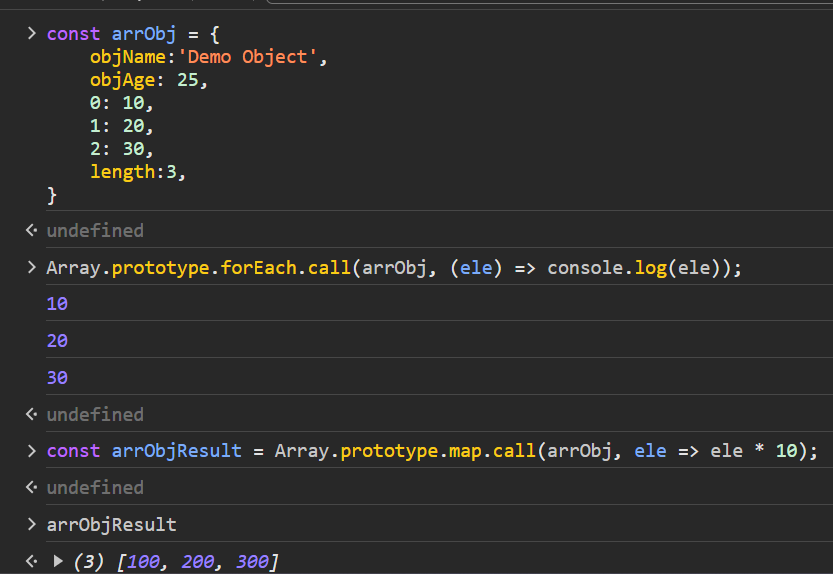 const arrObj = {
objName:'Demo Object',
objAge: 25,
0: 10,
1: 20,
2: 30,
length:3,
}
undefined
Array.prototype.forEach.call(arrObj, (ele) => console.log(ele));
10
20
30
undefined
const arrObjResult = Array.prototype.map.call(arrObj, ele => ele * 10);
undefined
arrObjResult
(3) [100, 200, 300]